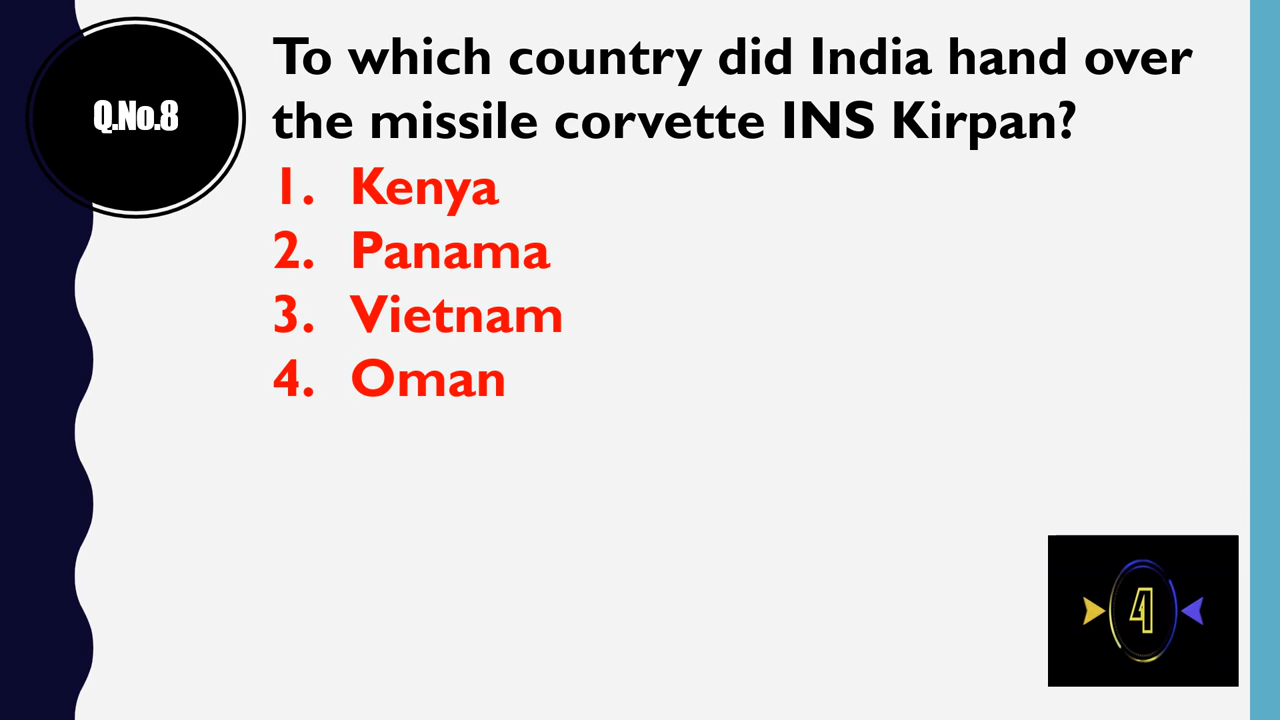 Q.No.8
To which country did India hand over
the missile corvette INS Kirpan?
1. Kenya
2. Panama
3. Vietnam
4. Oman
4